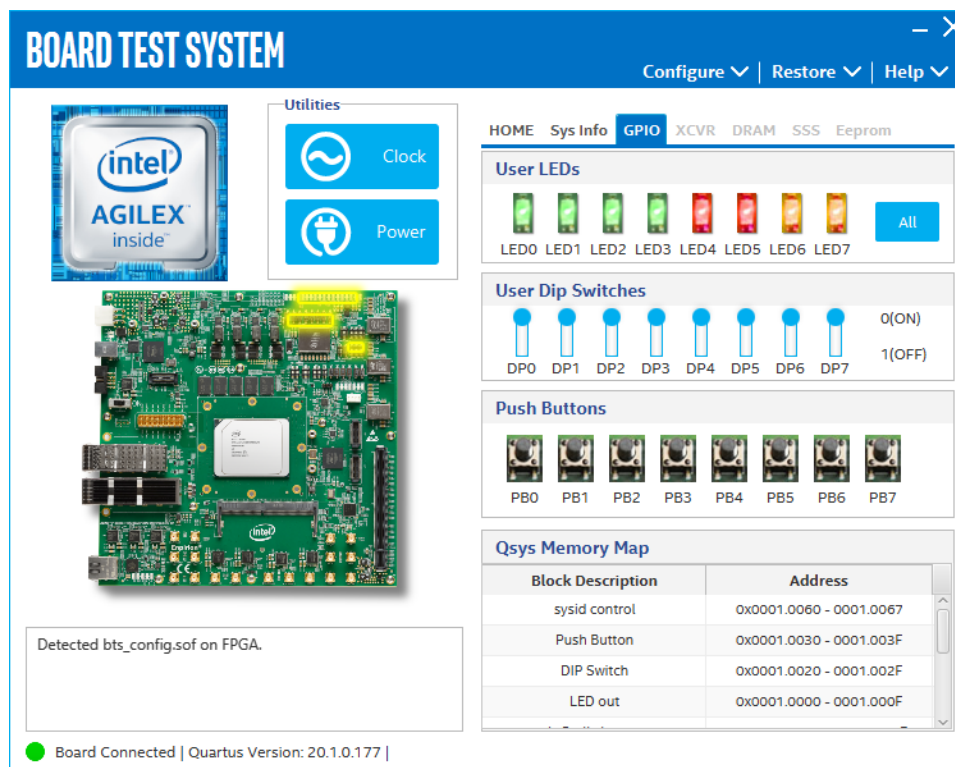 BOARD TEST SYSTEM
Configure | Restore | Help
intel
AGILEX
inside
Utilities
Clock
Power
HOME Sys Info GPIO XCVR DRAM SSS Eeprom
User LEDs
LED0 LED1 LED2 LED3 LED4 LED5 LED6 LED7
All
User Dip Switches
0(ON)
1(OFF)
DP0 DP1 DP2 DP3 DP4 DP5 DP6 DP7
Push Buttons
PB0 PB1 PB2 PB3 PB4 PB5 PB6 PB7
Qsys Memory Map
Block Description Address
sysid control 0x0001.0060 - 0001.0067
Push Button 0x0001.0030 - 0001.003F
DIP Switch 0x0001.0020 - 0001.002F
LED out 0x0001.0000 - 0001.000F
intel
Enpirion
CE
Detected bts_config.sof on FPGA.
Board Connected | Quartus Version: 20.1.0.177 |